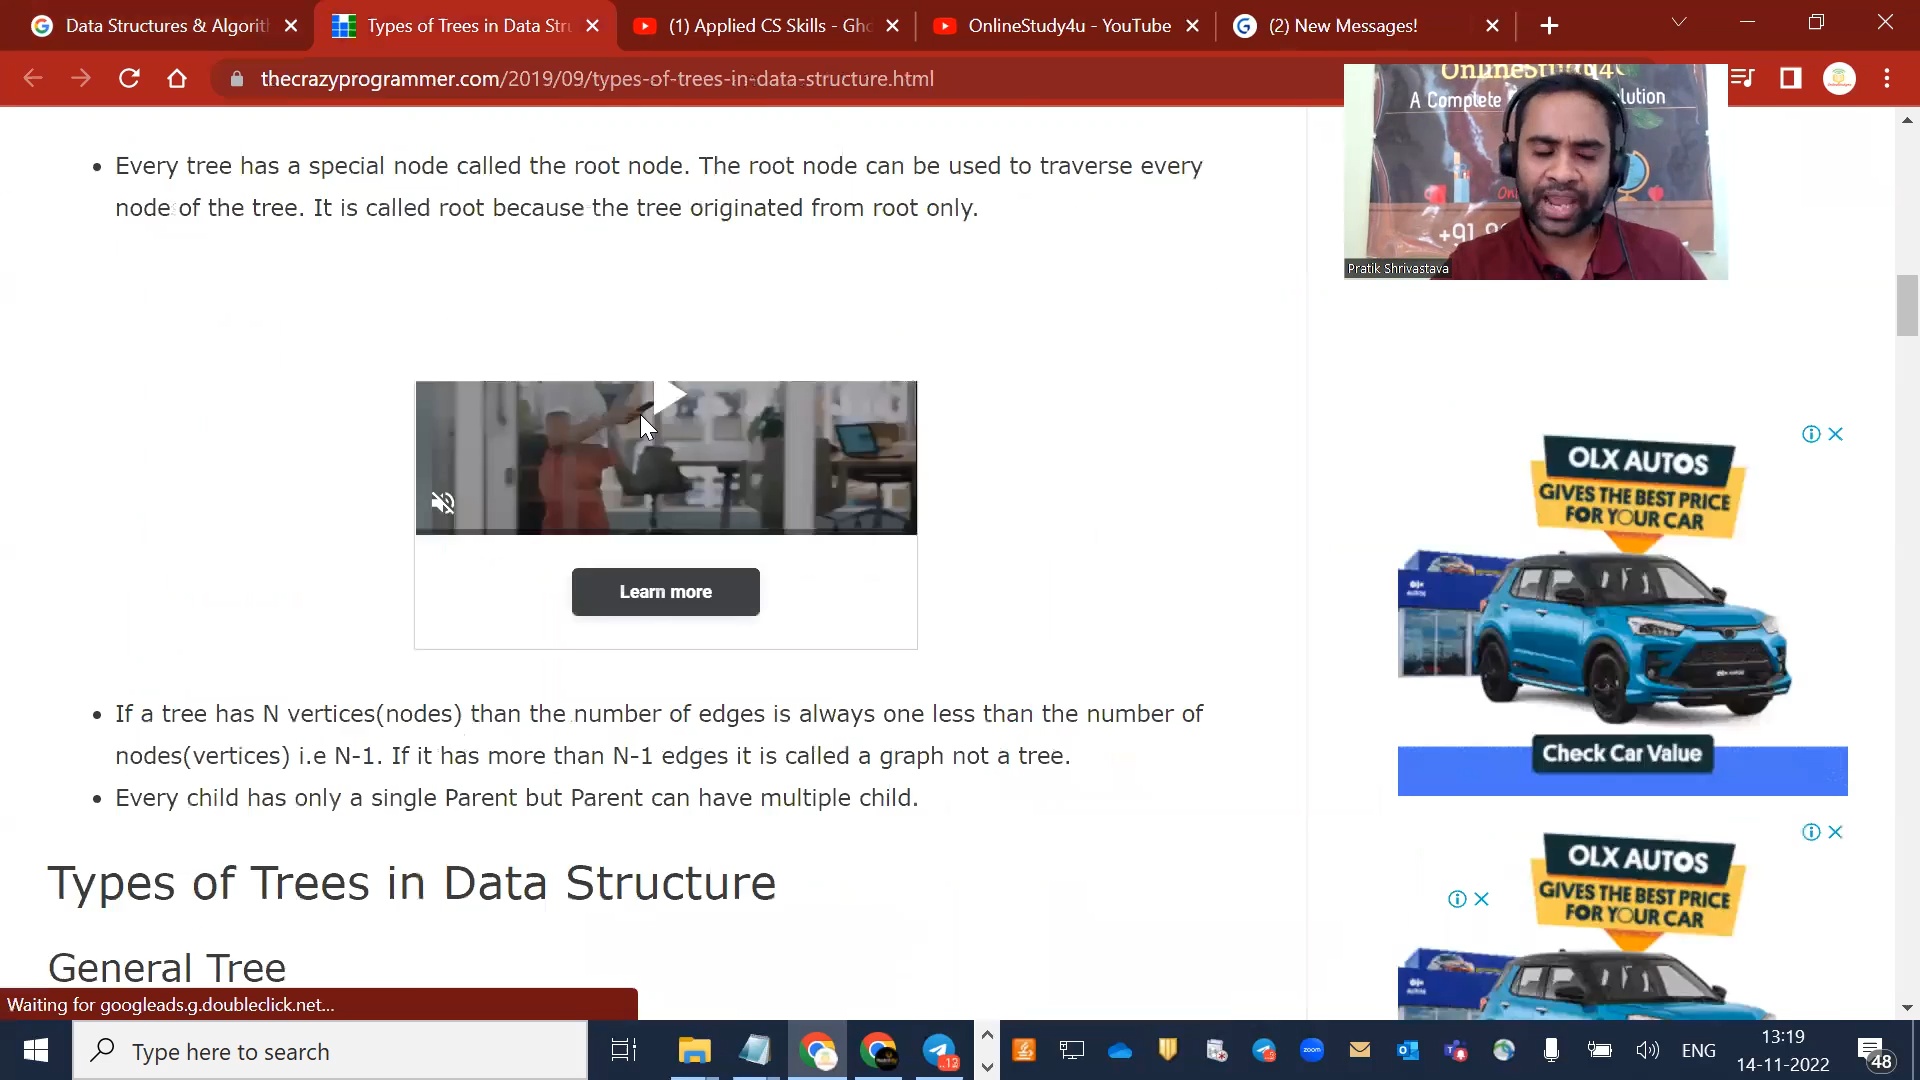 Data Structures & Algorit
Types of Trees in Data Stru
(1) Applied CS Skills - Gho
OnlineStudy4u - YouTube
(2) New Messages!
thecrazyprogrammer.com/2019/09/types-of-trees-in-data-structure.html
OnlineStudy4
A Complete
lution
+91 9
Pratik Shrivastava
Every tree has a special node called the root node. The root node can be used to traverse every
node of the tree. It is called root because the tree originated from root only.
Learn more
If a tree has N vertices(nodes) than the number of edges is always one less than the number of
nodes(vertices) i.e N-1. If it has more than N-1 edges it is called a graph not a tree.
Every child has only a single Parent but Parent can have multiple child.
Types of Trees in Data Structure
General Tree
OLX AUTOS
GIVES THE BEST PRICE
FOR YOUR CAR
Check Car Value
OLX AUTOS
GIVES THE BEST PRICE
FOR YOUR CAR
Waiting for googleads.g.doubleclick.net...
Type here to search
..12
zoom
ENG
13:19
14-11-2022
48